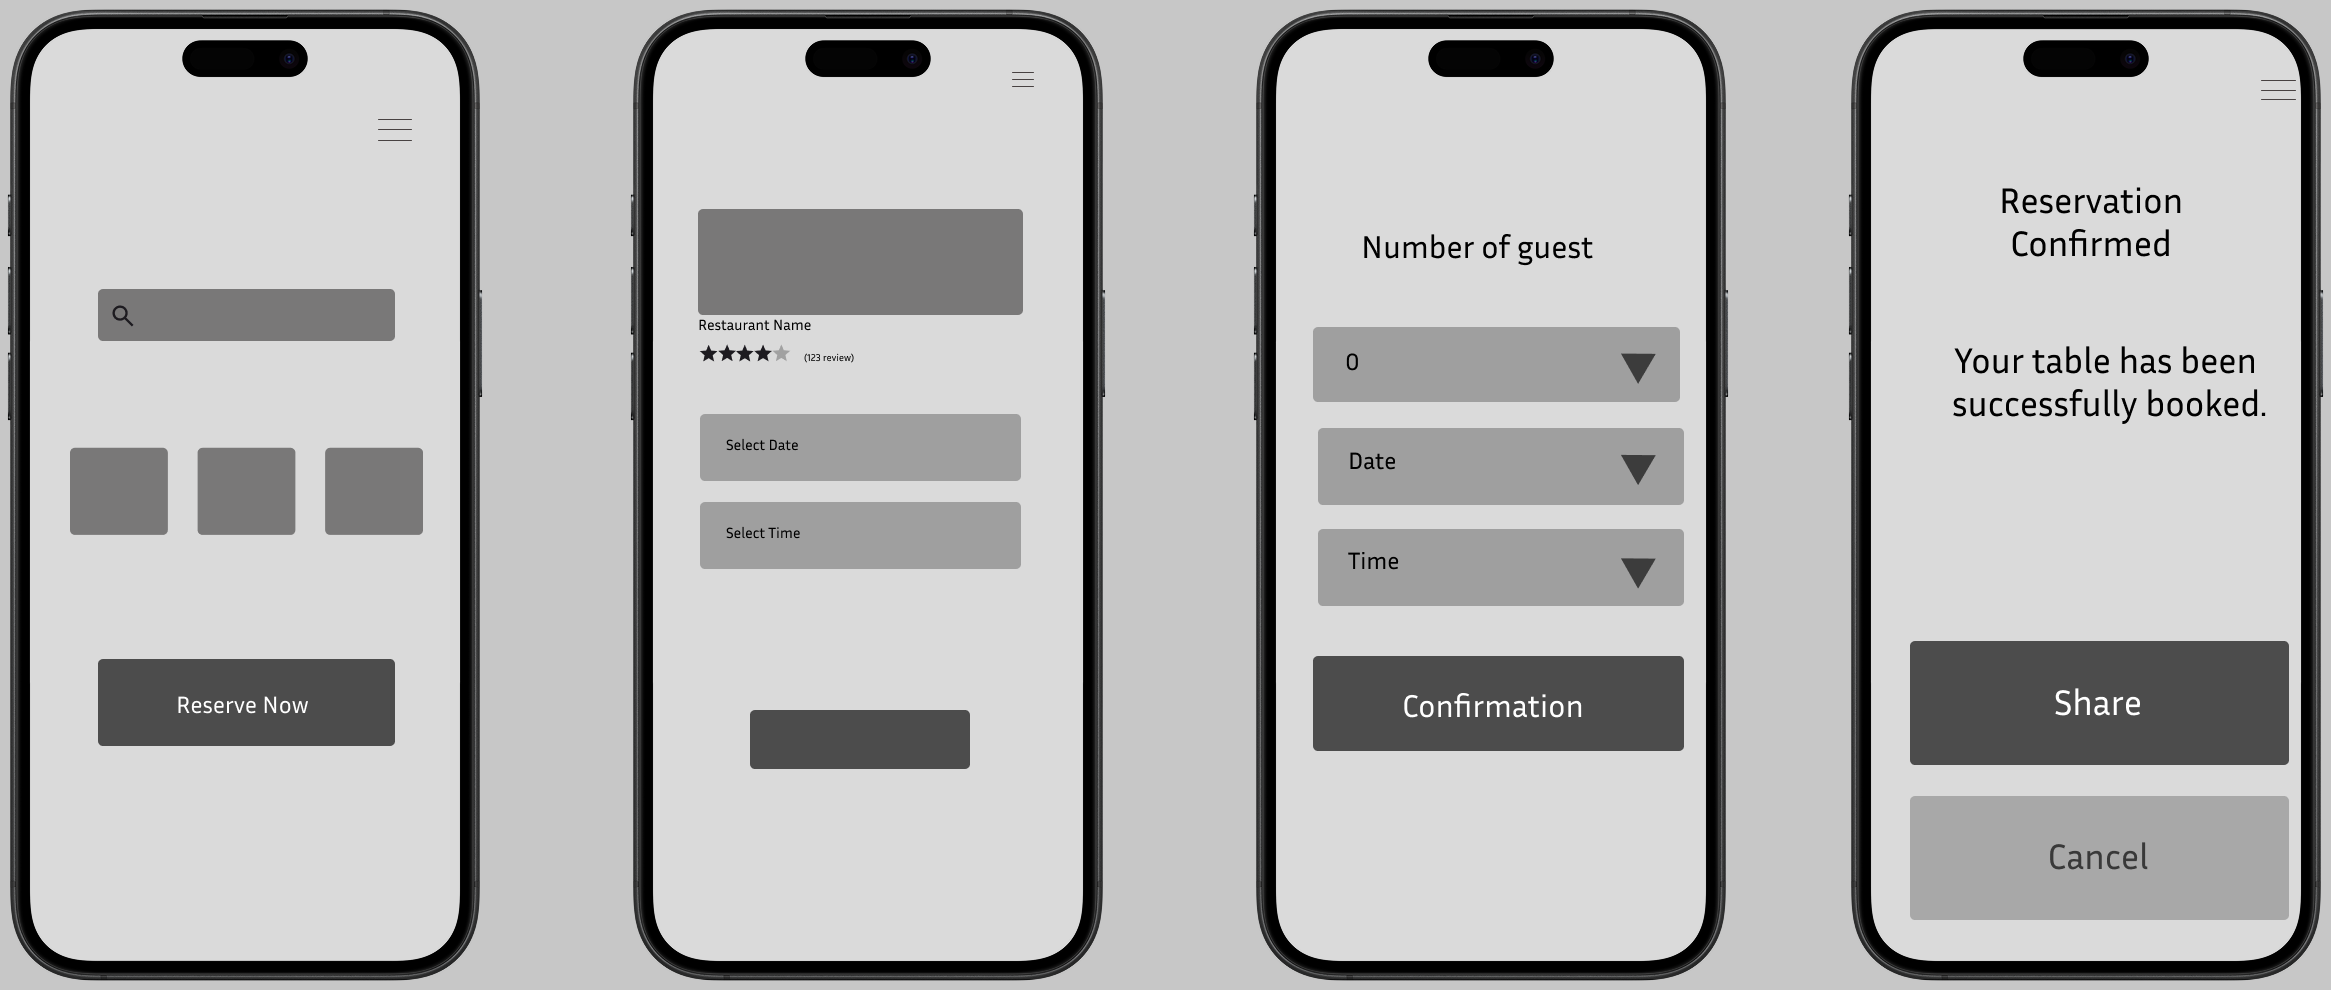 Reserve Now
Restaurant Name
(123 review)
Select Date
Select Time
Number of guest
0
Date
Time
Confirmation
Reservation
Confirmed
Your table has been
successfully booked.
Share
Cancel